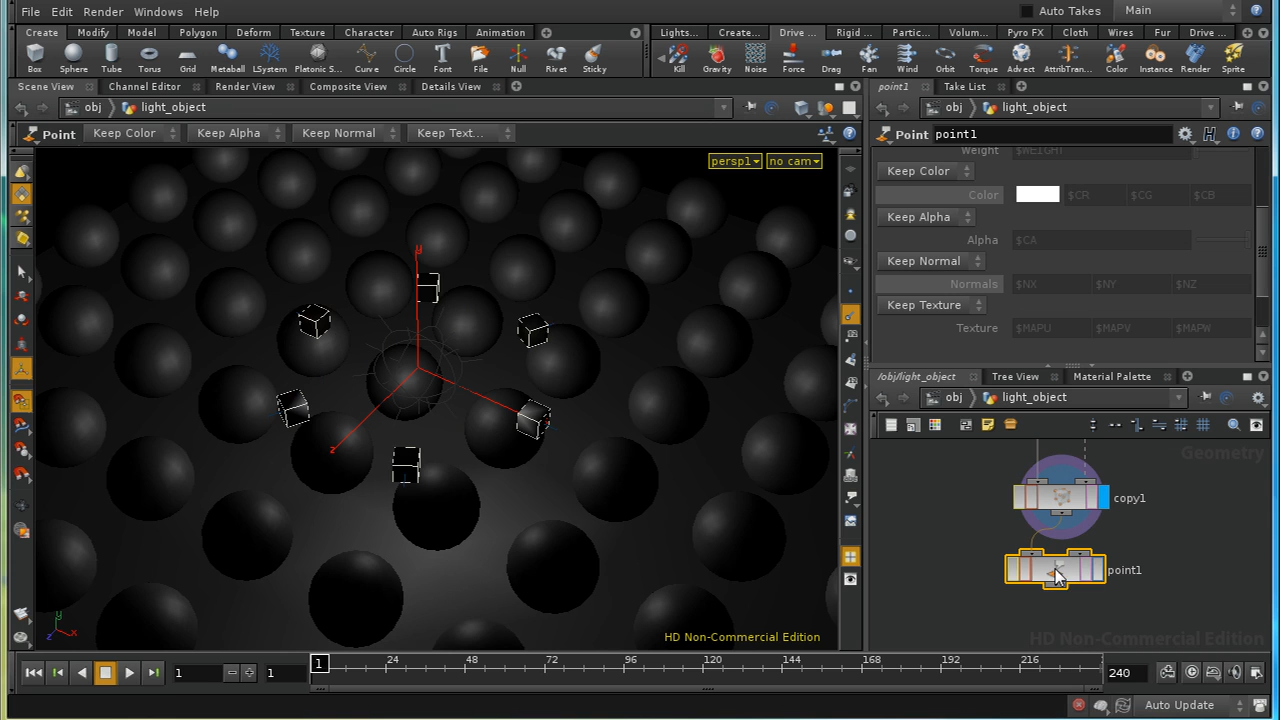 File Edit Render Windows Help
Auto Takes Main
Create Modify Model Polygon Deform Texture Character Auto Rigs Animation
Lights... Create... Drive ... Rigid ... Partic... Volum... Pyro FX Cloth Wires Fur Drive ...
Box Sphere Tube Torus Grid Metaball LSystem Platonic S... Curve Circle Font File Null Rivet Sticky
Kill Gravity Noise Force Drag Fan Wind Orbit Torque Advect AttribTran... Color Instance Render Sprite
Scene View Channel Editor Render View Composite View Details View
point1 Take List
obj light_object
obj light_object
Point Keep Color Keep Alpha Keep Normal Keep Text...
Point point1
persp1 no cam
Weight $WEIGHT
Keep Color
Color $CR $CG $CB
Keep Alpha
Alpha $CA
Keep Normal
Normals $NX $NY $NZ
Keep Texture
Texture $MAPU $MAPV $MAPW
y
z
/obj/light_object Tree View Material Palette
obj light_object
Geometry
copy1
point1
y
z x
HD Non-Commercial Edition
HD Non-Commercial Edition
1 1 1 24 48 72 96 120 144 168 192 216 240
Auto Update